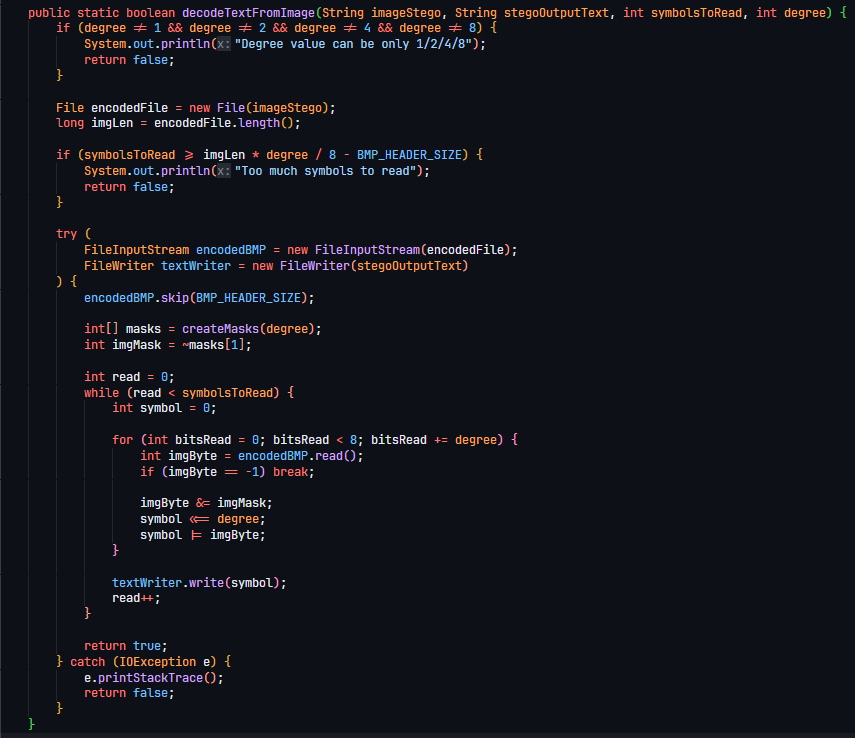 public static boolean decodeTextFromImage(String imageStego, String stegoOutputText, int symbolsToRead, int degree) {
    if (degree != 1 && degree != 2 && degree != 4 && degree != 8) {
        System.out.println(x: "Degree value can be only 1/2/4/8");
        return false;
    }

    File encodedFile = new File(imageStego);
    long imgLen = encodedFile.length();

    if (symbolsToRead >= imgLen * degree / 8 - BMP_HEADER_SIZE) {
        System.out.println(x: "Too much symbols to read");
        return false;
    }

    try (
        FileInputStream encodedBMP = new FileInputStream(encodedFile);
        FileWriter textWriter = new FileWriter(stegoOutputText)
    ) {
        encodedBMP.skip(BMP_HEADER_SIZE);

        int[] masks = createMasks(degree);
        int imgMask = ~masks[1];

        int read = 0;
        while (read < symbolsToRead) {
            int symbol = 0;

            for (int bitsRead = 0; bitsRead < 8; bitsRead += degree) {
                int imgByte = encodedBMP.read();
                if (imgByte == -1) break;

                imgByte &= imgMask;
                symbol <<= degree;
                symbol |= imgByte;
            }

            textWriter.write(symbol);
            read++;
        }

        return true;
    } catch (IOException e) {
        e.printStackTrace();
        return false;
    }
}